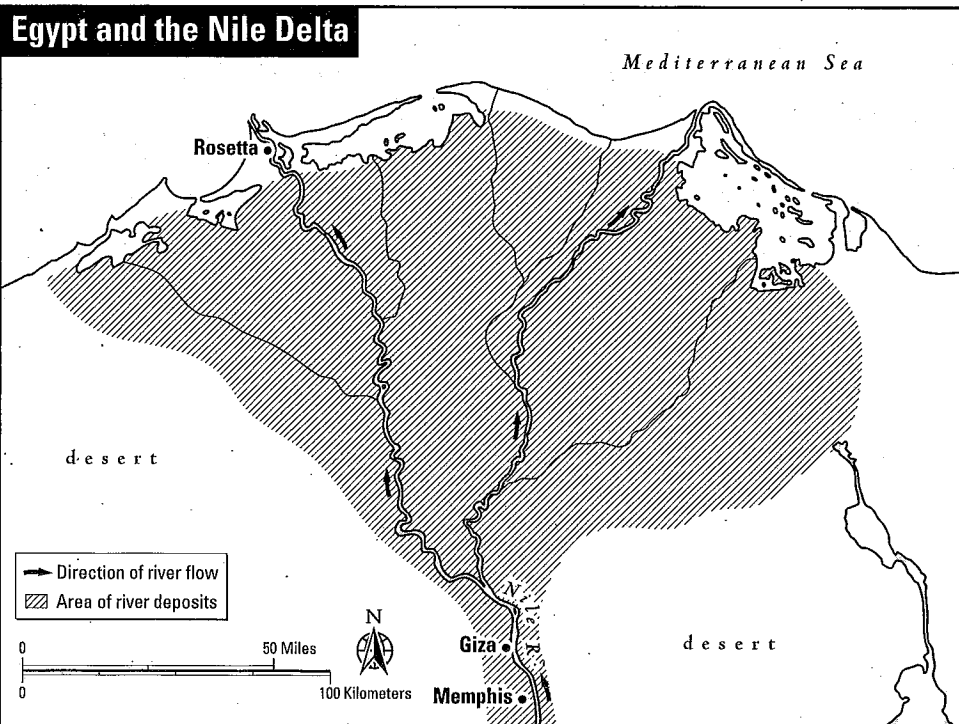 Egypt and the Nile Delta
Mediterranean Sea
Rosetta
desert
Direction of river flow
Area of river deposits
0 50 Miles
0 100 Kilometers
N
Nile R.
Giza
Memphis
desert